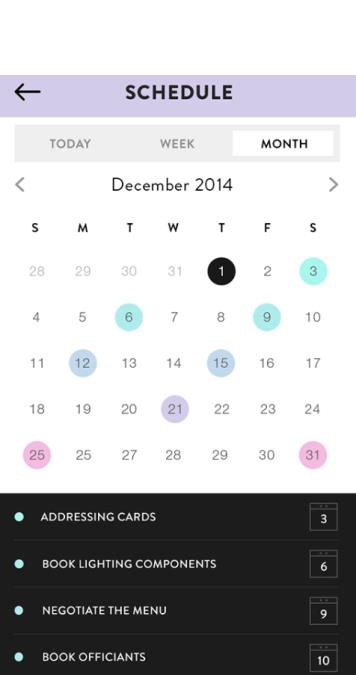 SCHEDULE
TODAY WEEK MONTH
December 2014
S M T W T F S
28 29 30 31 1 2 3
4 5 6 7 8 9 10
11 12 13 14 15 16 17
18 19 20 21 22 23 24
25 25 27 28 29 30 31
ADDRESSING CARDS 3
BOOK LIGHTING COMPONENTS 6
NEGOTIATE THE MENU 9
BOOK OFFICIANTS 10